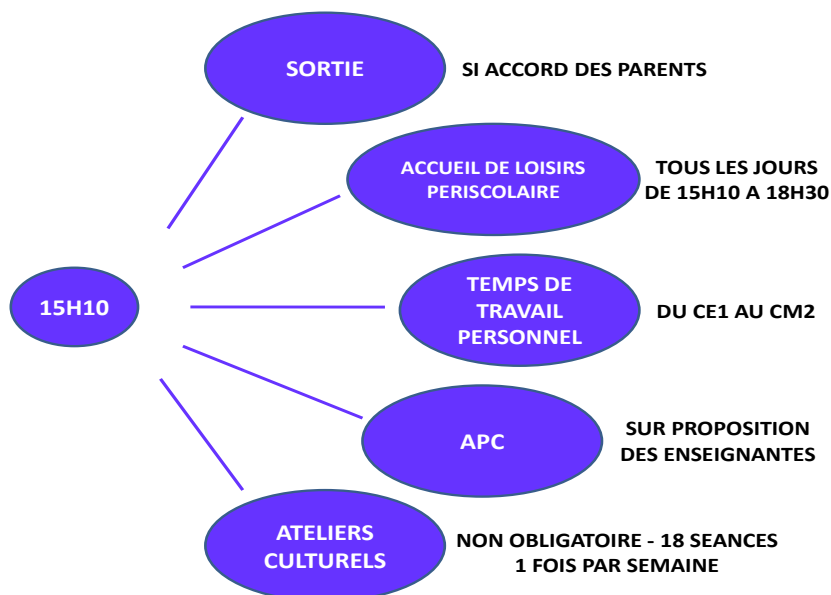 SORTIE
SI ACCORD DES PARENTS
ACCUEIL DE LOISIRS
PERISCOLAIRE
TOUS LES JOURS
DE 15H10 A 18H30
15H10
TEMPS DE
TRAVAIL
PERSONNEL
DU CE1 AU CM2
APC
SUR PROPOSITION
DES ENSEIGNANTES
ATELIERS
CULTURELS
NON OBLIGATOIRE - 18 SEANCES
1 FOIS PAR SEMAINE